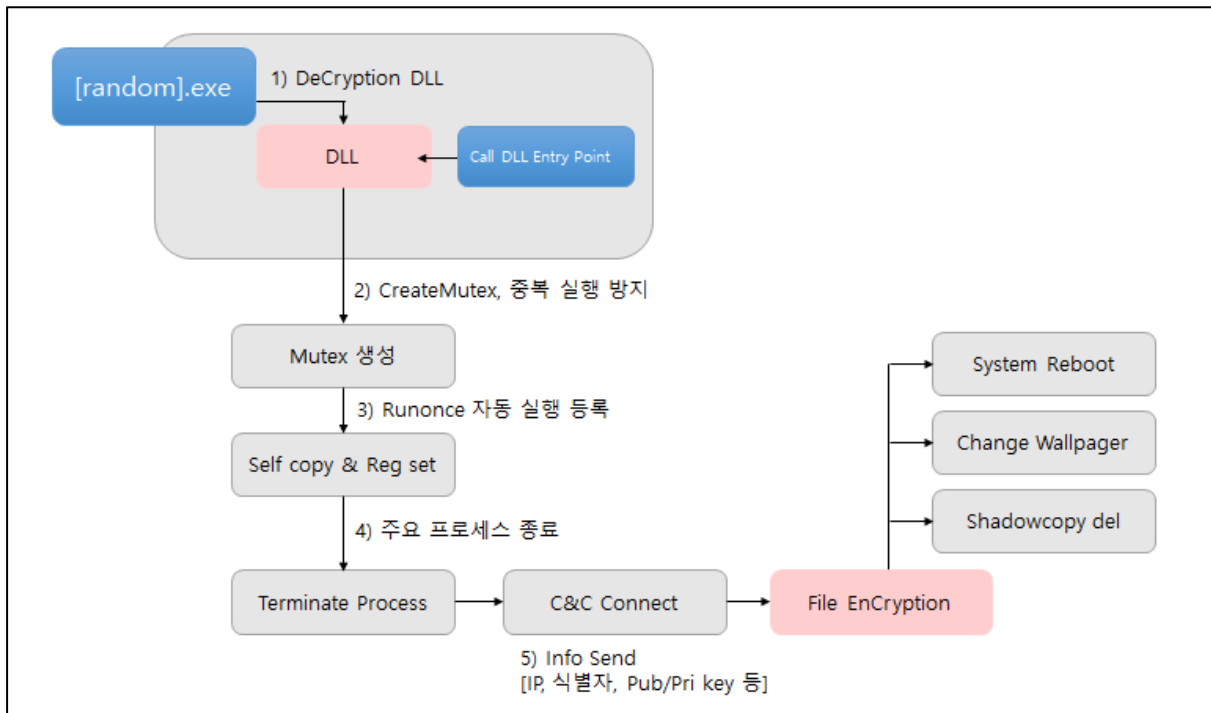 [random].exe
1) DeCryption DLL
DLL
Call DLL Entry Point
2) CreateMutex, 중복 실행 방지
Mutex 생성
3) Runonce 자동 실행 등록
Self copy & Reg set
4) 주요 프로세스 종료
Terminate Process
C&C Connect
5) Info Send
[IP, 식별자, Pub/Pri key 등]
File EnCryption
System Reboot
Change Wallpager
Shadowcopy del